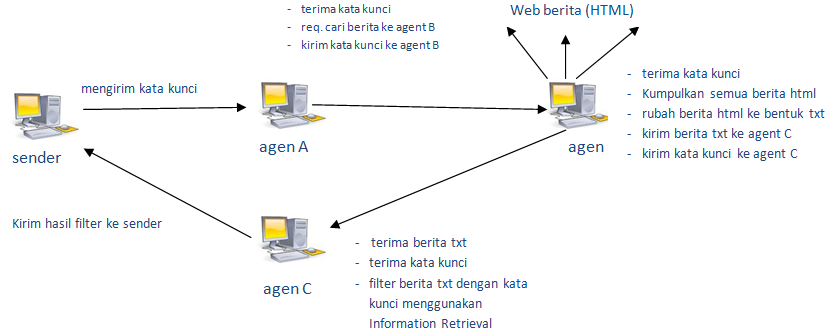 - terima kata kunci
- req. cari berita ke agent B
- kirim kata kunci ke agent B
Web berita (HTML)
mengirim kata kunci
sender
agen A
agen
- terima kata kunci
- Kumpulkan semua berita html
- rubah berita html ke bentuk txt
- kirim berita txt ke agent C
- kirim kata kunci ke agent C
Kirim hasil filter ke sender
agen C
- terima berita txt
- terima kata kunci
- filter berita txt dengan kata
kunci menggunakan
Information Retrieval